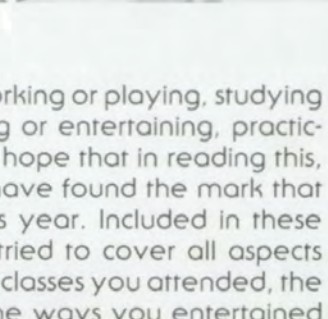 rking or playing, studying
g or entertaining, practic-
hope that in reading this,
have found the mark that
s year. Included in these
tried to cover all aspects
classes you attended, the
he ways you entertained